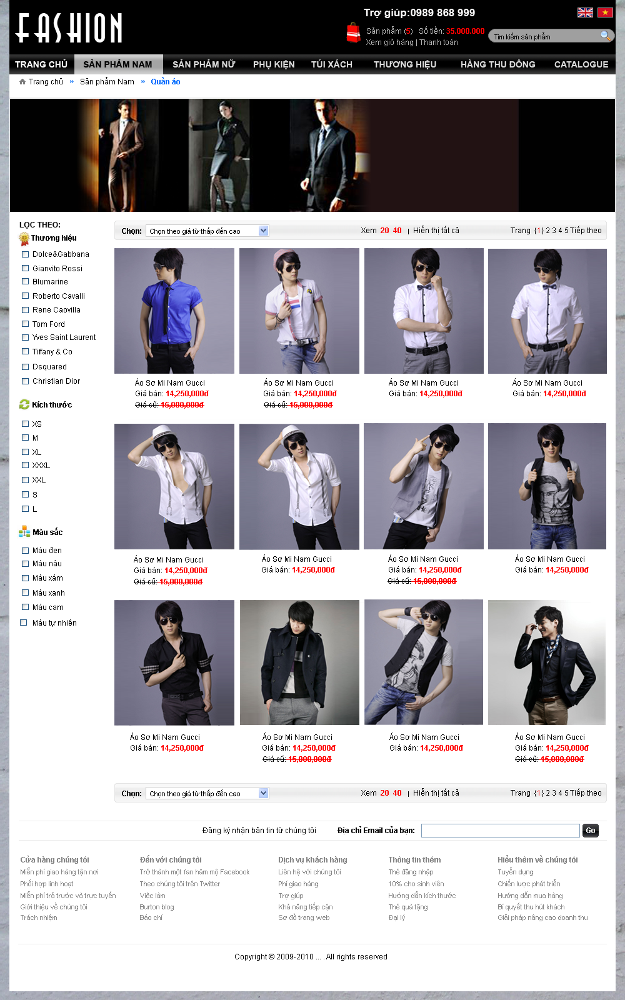 FASHION
Trợ giúp:0989 868 999
Sản phẩm (5) Số tiền: 35.000.000
Xem giỏ hàng | Thanh toán
Tìm kiếm sản phẩm
TRANG CHỦ SẢN PHẨM NAM SẢN PHẨM NỮ PHỤ KIỆN TÚI XÁCH THƯƠNG HIỆU HÀNG THU ĐÔNG CATALOGUE
Trang chủ » Sản phẩm Nam » Quần áo
LỌC THEO:
Thương hiệu
Dolce&Gabbana
Gianvito Rossi
Blumarine
Roberto Cavalli
Rene Caovilla
Tom Ford
Yves Saint Laurent
Tiffany & Co
Dsquared
Christian Dior
Kích thước
XS
M
XL
XXXL
XXL
S
L
Màu sắc
Màu đen
Màu nâu
Màu xám
Màu xanh
Màu cam
Màu tự nhiên
Chọn: Chọn theo giá từ thấp đến cao Xem 20 40 | Hiển thị tất cả Trang {1} 2 3 4 5 Tiếp theo
Áo Sơ Mi Nam Gucci
Giá bán: 14,250,000đ
Giá cũ: 15,000,000đ
Áo Sơ Mi Nam Gucci
Giá bán: 14,250,000đ
Giá cũ: 15,000,000đ
Áo Sơ Mi Nam Gucci
Giá bán: 14,250,000đ
Áo Sơ Mi Nam Gucci
Giá bán: 14,250,000đ
Áo Sơ Mi Nam Gucci
Giá bán: 14,250,000đ
Giá cũ: 15,000,000đ
Áo Sơ Mi Nam Gucci
Giá bán: 14,250,000đ
Áo Sơ Mi Nam Gucci
Giá bán: 14,250,000đ
Giá cũ: 15,000,000đ
Áo Sơ Mi Nam Gucci
Giá bán: 14,250,000đ
Áo Sơ Mi Nam Gucci
Giá bán: 14,250,000đ
Áo Sơ Mi Nam Gucci
Giá bán: 14,250,000đ
Giá cũ: 15,000,000đ
Áo Sơ Mi Nam Gucci
Giá bán: 14,250,000đ
Áo Sơ Mi Nam Gucci
Giá bán: 14,250,000đ
Giá cũ: 15,000,000đ
Chọn: Chọn theo giá từ thấp đến cao Xem 20 40 | Hiển thị tất cả Trang {1} 2 3 4 5 Tiếp theo
Đăng ký nhận bản tin từ chúng tôi Địa chỉ Email của bạn: Go
Cửa hàng chúng tôi
Miễn phí giao hàng tận nơi
Phối hợp linh hoạt
Miễn phí trả trước và trực tuyến
Giới thiệu về chúng tôi
Trách nhiệm
Đến với chúng tôi
Trở thành một fan hâm mộ Facebook
Theo chúng tôi trên Twitter
Việc làm
Burton blog
Báo chí
Dịch vụ khách hàng
Liên hệ với chúng tôi
Phí giao hàng
Trợ giúp
Khả năng tiếp cận
Sơ đồ trang web
Thông tin thêm
Thẻ đăng nhập
10% cho sinh viên
Hướng dẫn kích thước
Thẻ quà tặng
Đại lý
Hiểu thêm về chúng tôi
Tuyển dụng
Chiến lược phát triển
Hướng dẫn mua hàng
Bí quyết thu hút khách
Giải pháp nâng cao doanh thu
Copyright © 2009-2010 ... . All rights reserved